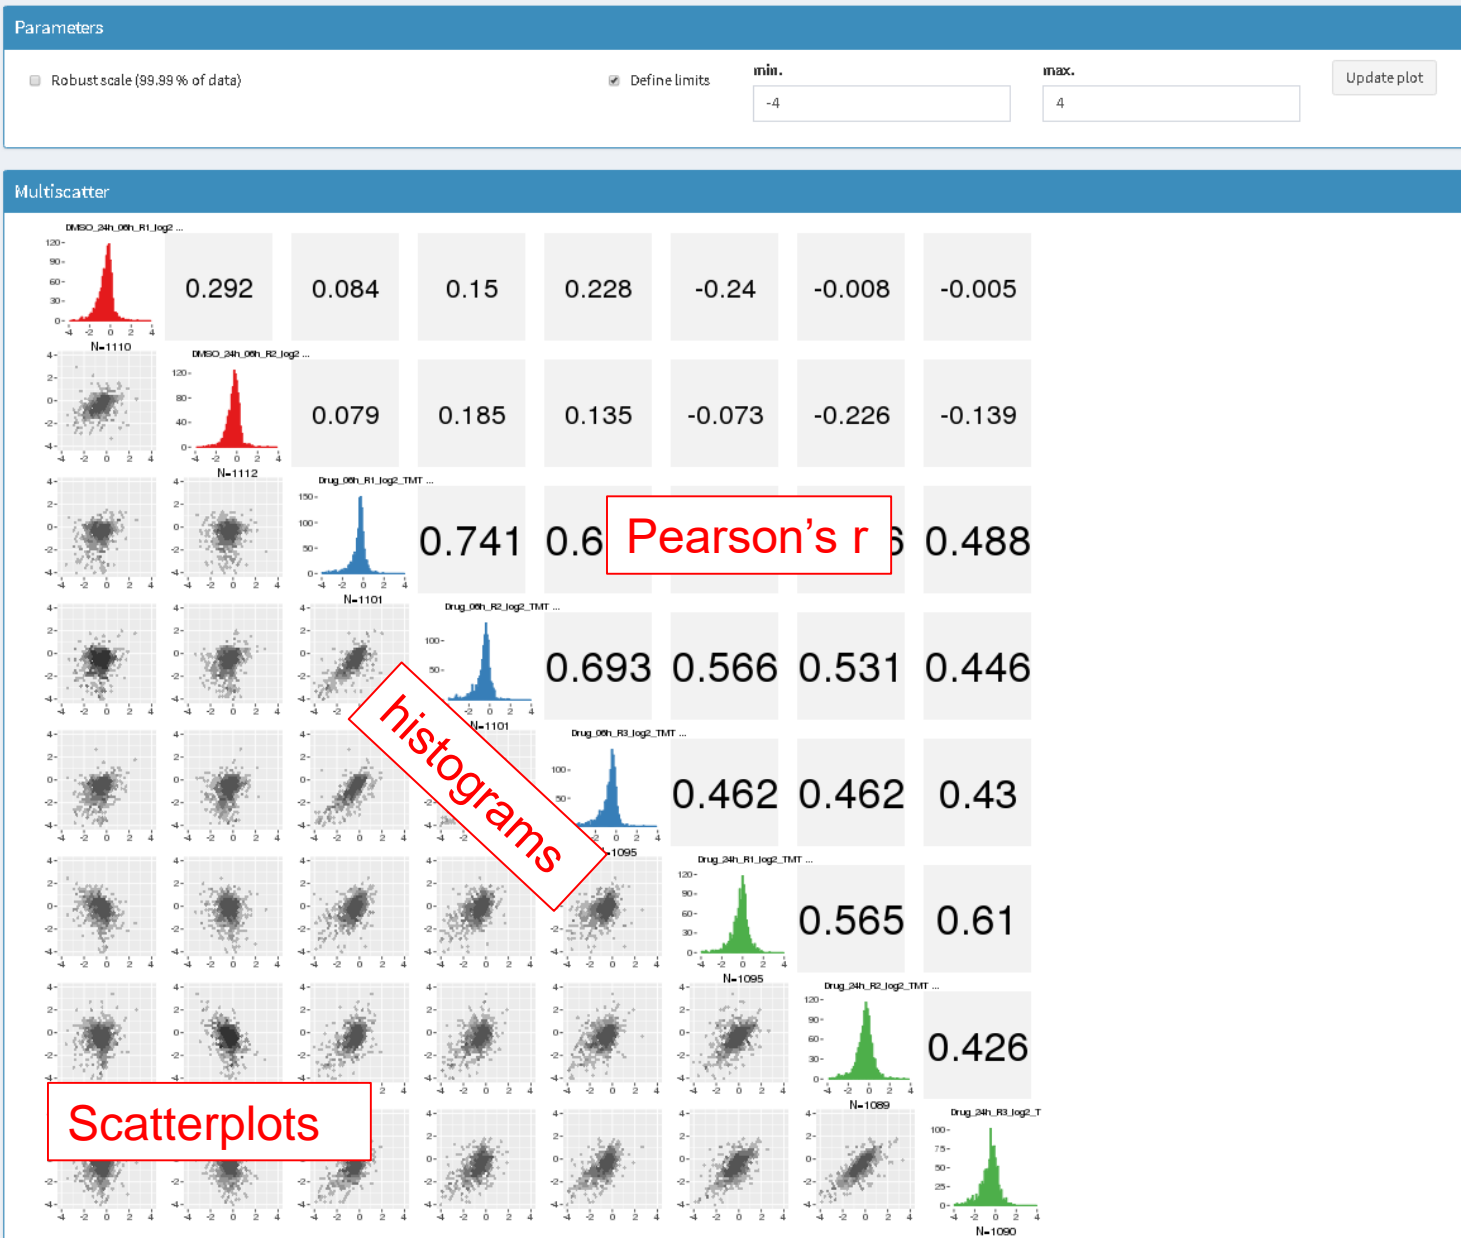 Parameters
Robust scale (99.99 % of data)
Define limits
min.
max.
-4
4
Update plot
Multiscatter
DMSO_24h_06h_R1_log2 ...
0.292 0.084 0.15 0.228 -0.24 -0.008 -0.005
N=1110
DMSO_24h_06h_R2_log2 ...
0.079 0.185 0.135 -0.073 -0.226 -0.139
N=1112
Drug_06h_R1_log2_TMT ...
0.741 0.6 Pearson's r 6 0.488
N=1101
Drug_06h_R2_log2_TMT ...
0.693 0.566 0.531 0.446
histograms
N=1101
Drug_06h_R3_log2_TMT ...
0.462 0.462 0.43
-1095
Drug_24h_R1_log2_TMT ...
0.565 0.61
N=1095
Drug_24h_R2_log2_TMT ...
0.426
N=1089
Scatterplots
Drug_24h_R3_log2_T
N=1090